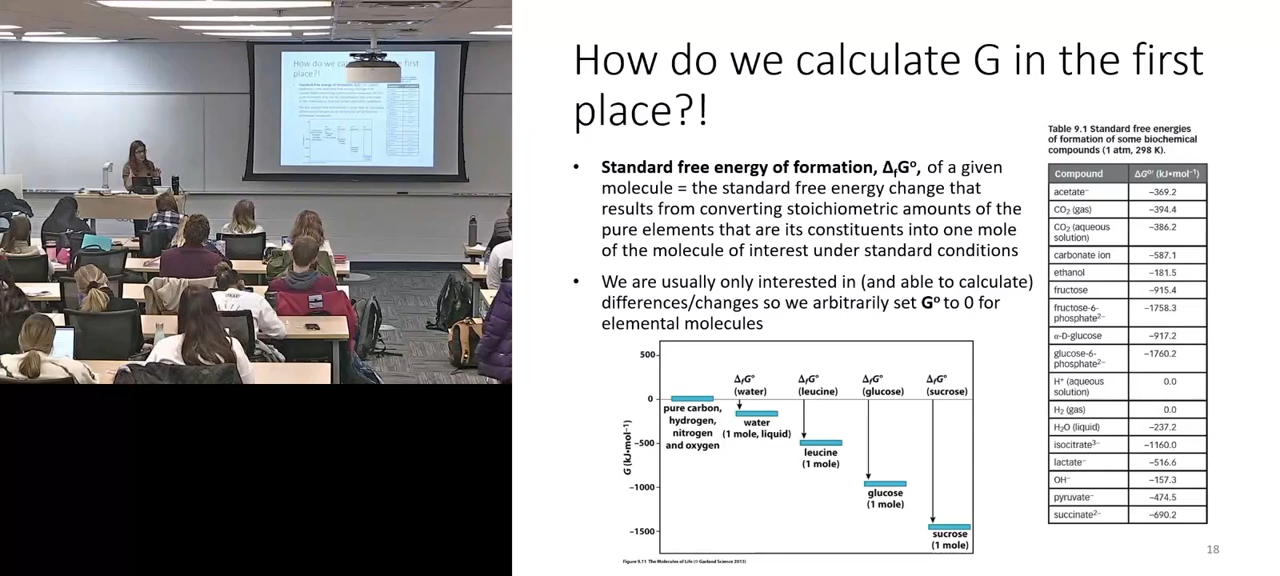 How do we calculate G in the first
place?!
• Standard free energy of formation, ΔfGº, of a given
molecule = the standard free energy change that
results from converting stoichiometric amounts of the
pure elements that are its constituents into one mole
of the molecule of interest under standard conditions
• We are usually only interested in (and able to calculate)
differences/changes so we arbitrarily set Gº to 0 for
elemental molecules
G (kJ•mol⁻¹)
500
0
−500
−1000
−1500
ΔfGº
(water)
ΔfGº
(leucine)
ΔfGº
(glucose)
ΔfGº
(sucrose)
pure carbon,
hydrogen,
nitrogen
and oxygen
water
(1 mole, liquid)
leucine
(1 mole)
glucose
(1 mole)
sucrose
(1 mole)
Figure 9.11 The Molecules of Life (© Garland Science 2013)
Table 9.1 Standard free energies
of formation of some biochemical
compounds (1 atm, 298 K).
Compound ΔGº′ (kJ•mol⁻¹)
acetate⁻ −369.2
CO₂ (gas) −394.4
CO₂ (aqueous
solution) −386.2
carbonate ion −587.1
ethanol −181.5
fructose −915.4
fructose-6-
phosphate²⁻ −1758.3
α-D-glucose −917.2
glucose-6-
phosphate²⁻ −1760.2
H⁺ (aqueous
solution) 0.0
H₂ (gas) 0.0
H₂O (liquid) −237.2
isocitrate³⁻ −1160.0
lactate⁻ −516.6
OH⁻ −157.3
pyruvate⁻ −474.5
succinate²⁻ −690.2
18
How do we ca
the first
place?!